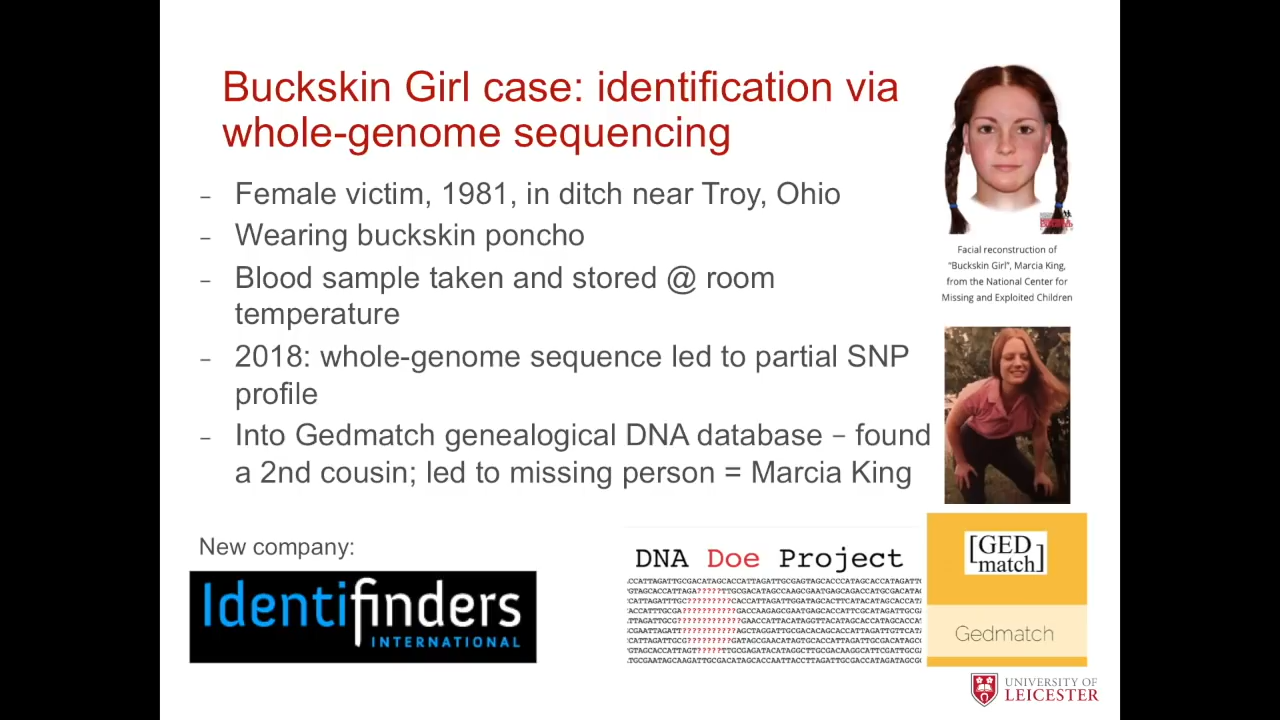 Buckskin Girl case: identification via
whole-genome sequencing
– Female victim, 1981, in ditch near Troy, Ohio
– Wearing buckskin poncho
– Blood sample taken and stored @ room
temperature
– 2018: whole-genome sequence led to partial SNP
profile
– Into Gedmatch genealogical DNA database – found
a 2nd cousin; led to missing person = Marcia King
Facial reconstruction of
"Buckskin Girl", Marcia King,
from the National Center for
Missing and Exploited Children
New company:
Identifinders
INTERNATIONAL
DNA Doe Project
[GED
match]
Gedmatch
UNIVERSITY OF
LEICESTER